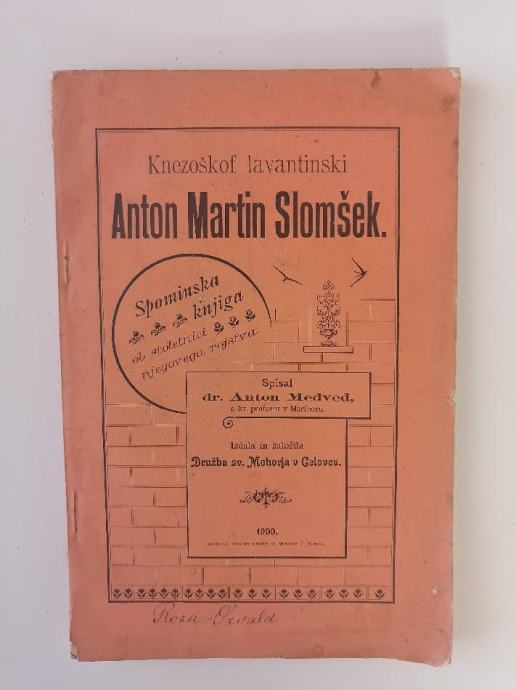 Knezoškof lavantinski
Anton Martin Slomšek.
Spominska
knjiga
ob stoletnici
njegovega rojstva.
Spisal
dr. Anton Medved,
c. kr. profesor v Mariboru.
Izdala in založila
Družba sv. Mohorja v Celovcu.
1900.
Roza Ozvald